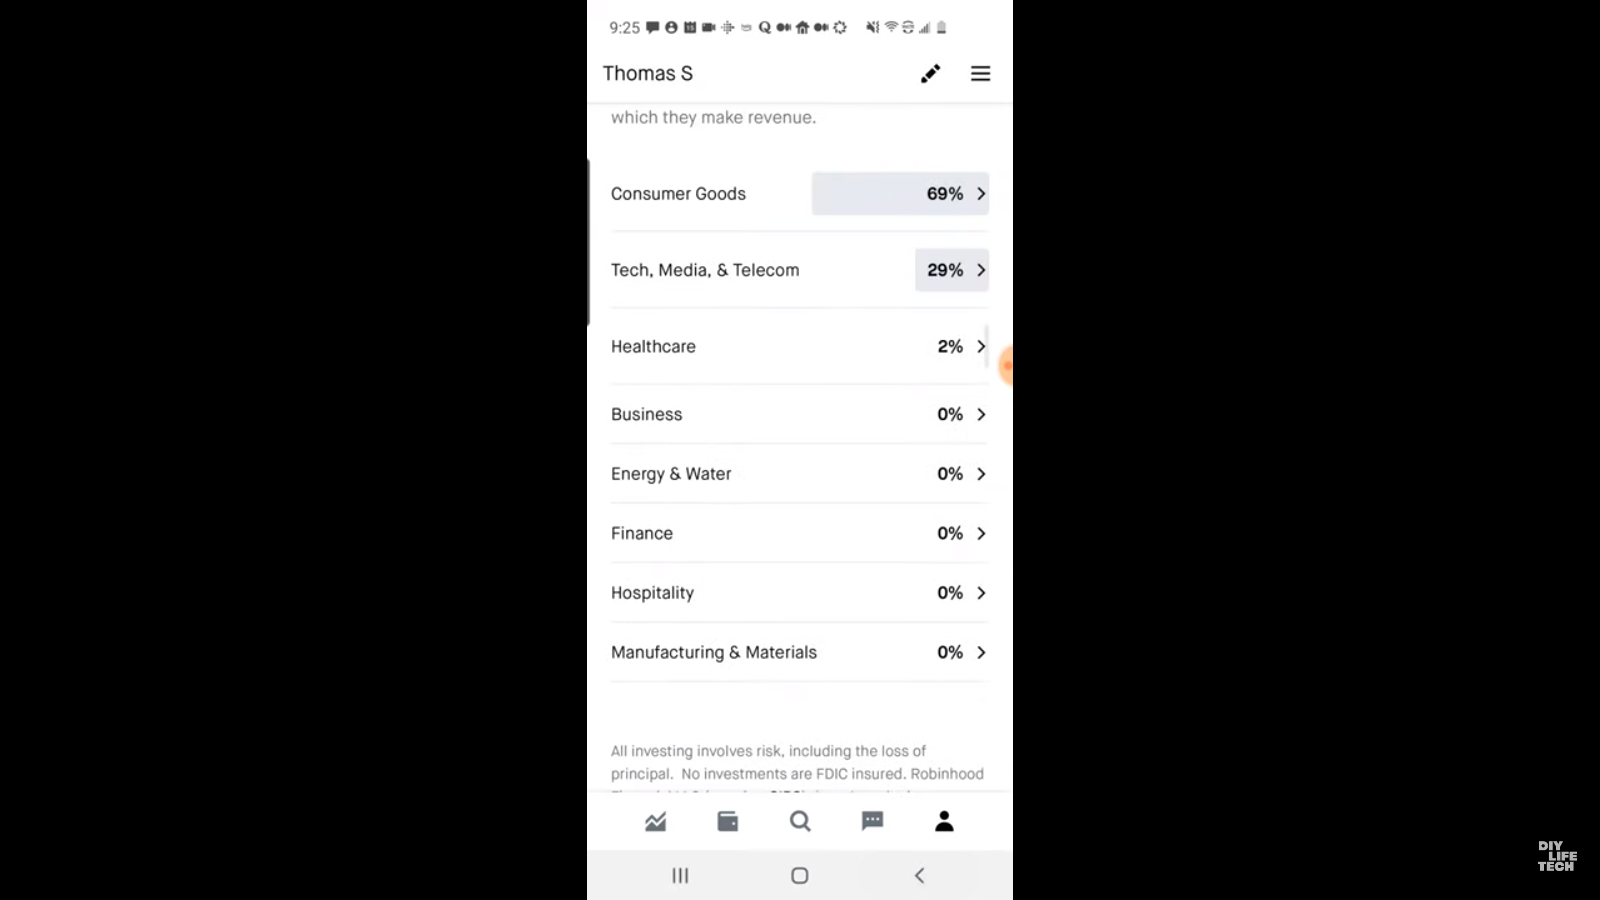 9:25
Thomas S
which they make revenue.
Consumer Goods 69%
Tech, Media, & Telecom 29%
Healthcare 2%
Business 0%
Energy & Water 0%
Finance 0%
Hospitality 0%
Manufacturing & Materials 0%
All investing involves risk, including the loss of
principal. No investments are FDIC insured. Robinhood
DIY
LIFE
TECH